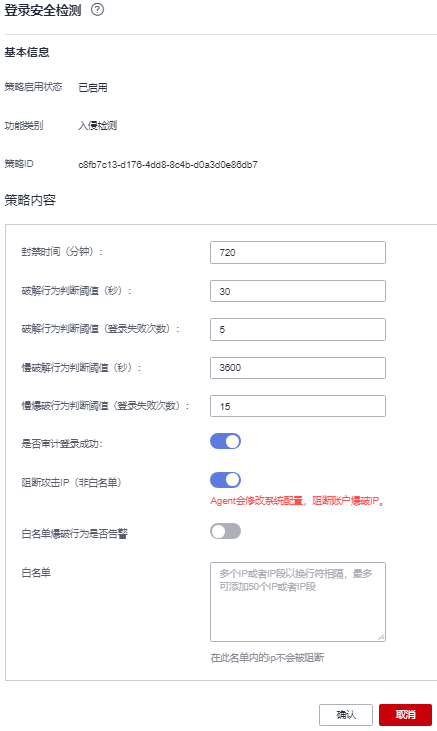 登录安全检测 ?
基本信息
策略启用状态 已启用
功能类别 入侵检测
策略ID c8fb7c13-d176-4dd8-8c4b-d0a3d0e86db7
策略内容
封禁时间（分钟）： 720
破解行为判断阈值（秒）： 30
破解行为判断阈值（登录失败次数）： 5
慢破解行为判断阈值（秒）： 3600
慢爆破行为判断阈值（登录失败次数）： 15
是否审计登录成功：
阻断攻击IP（非白名单）
Agent会修改系统配置，阻断账户爆破IP。
白名单爆破行为是否告警
白名单 多个IP或者IP段以换行符相隔，最多
可添加50个IP或者IP段
在此名单内的ip不会被阻断
确认 取消